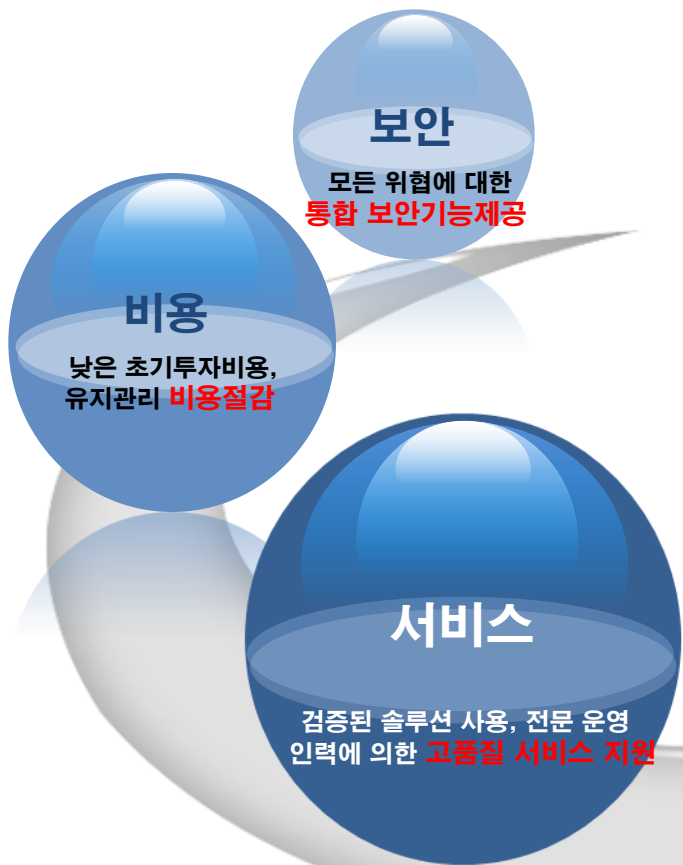 보안
모든 위협에 대한
통합 보안기능제공
비용
낮은 초기투자비용,
유지관리 비용절감
서비스
검증된 솔루션 사용, 전문 운영
인력에 의한 고품질 서비스 지원